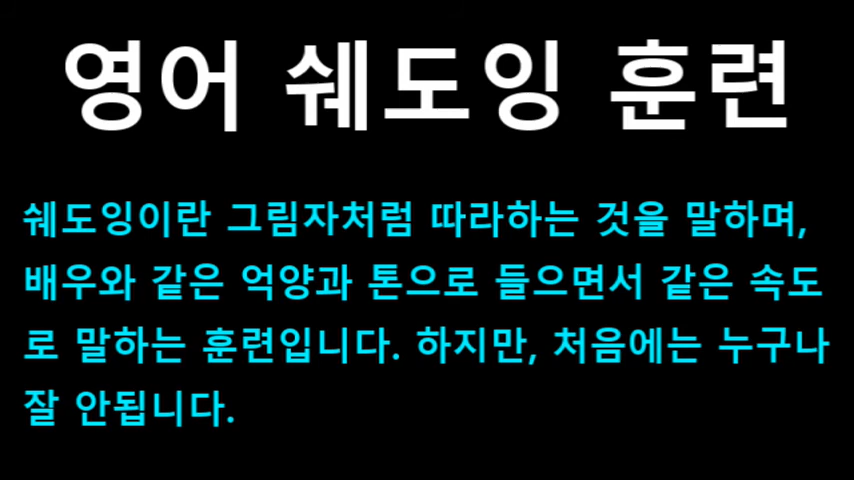 영어 쉐도잉 훈련
쉐도잉이란 그림자처럼 따라하는 것을 말하며,
배우와 같은 억양과 톤으로 들으면서 같은 속도
로 말하는 훈련입니다. 하지만, 처음에는 누구나
잘 안됩니다.